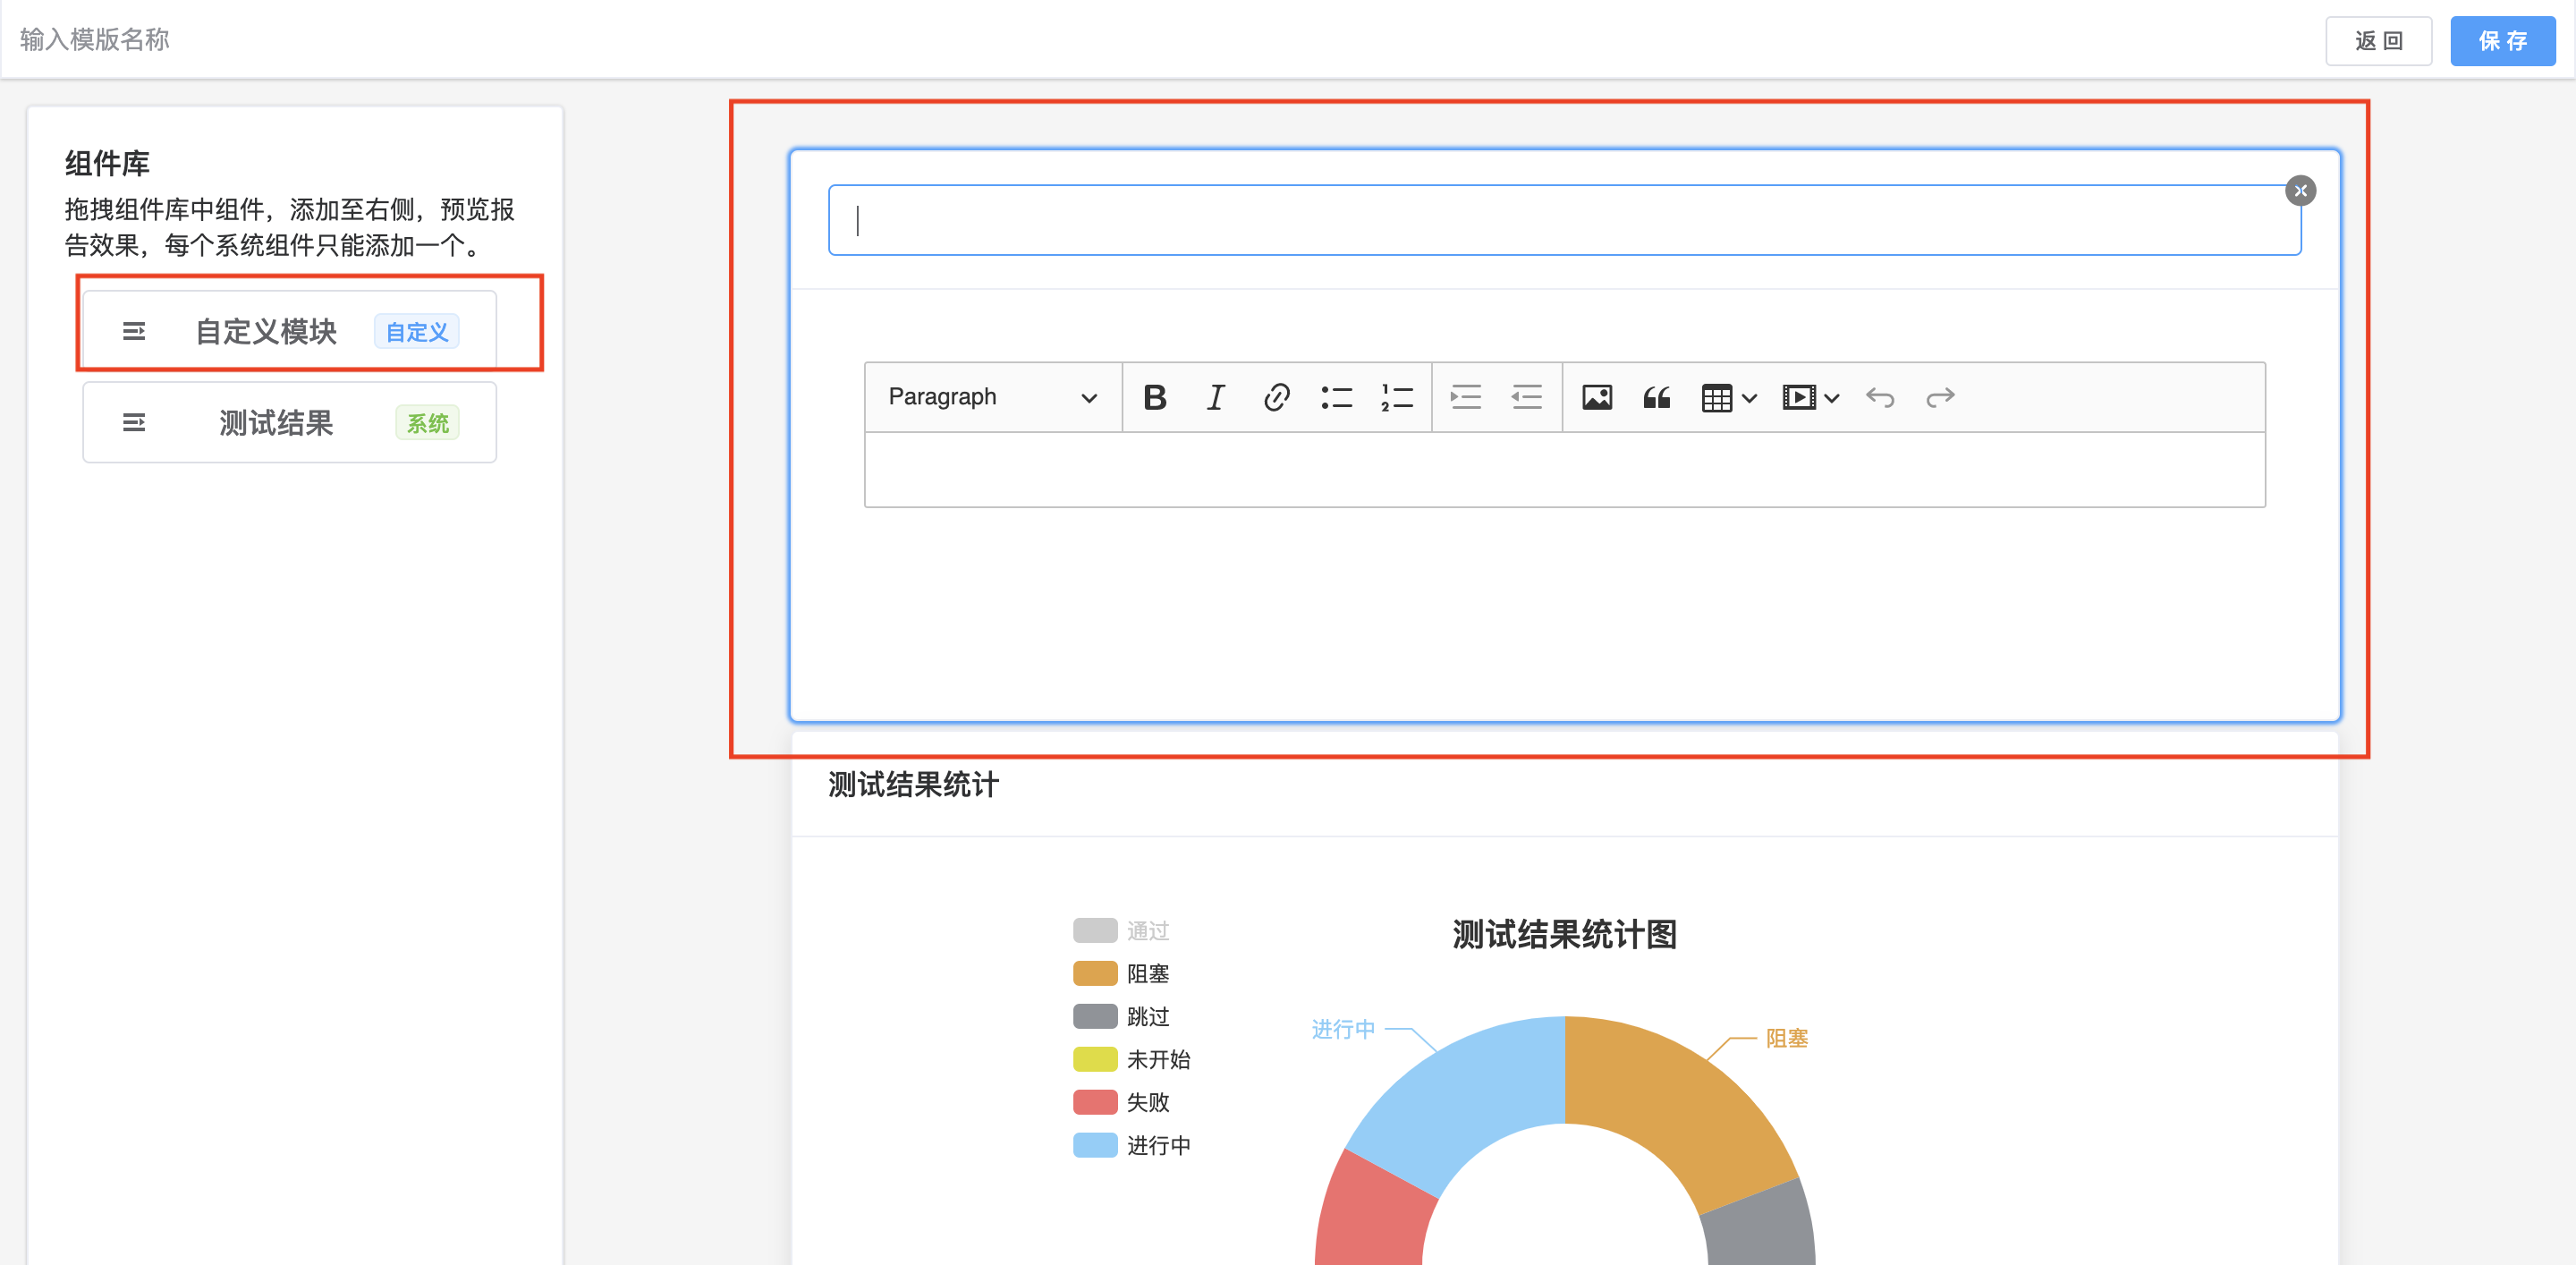 输入模版名称
返 回
保 存
组件库
拖拽组件库中组件，添加至右侧，预览报
告效果，每个系统组件只能添加一个。
自定义模块
自定义
测试结果
系统
Paragraph
测试结果统计
测试结果统计图
通过
阻塞
跳过
未开始
失败
进行中
进行中
阻塞